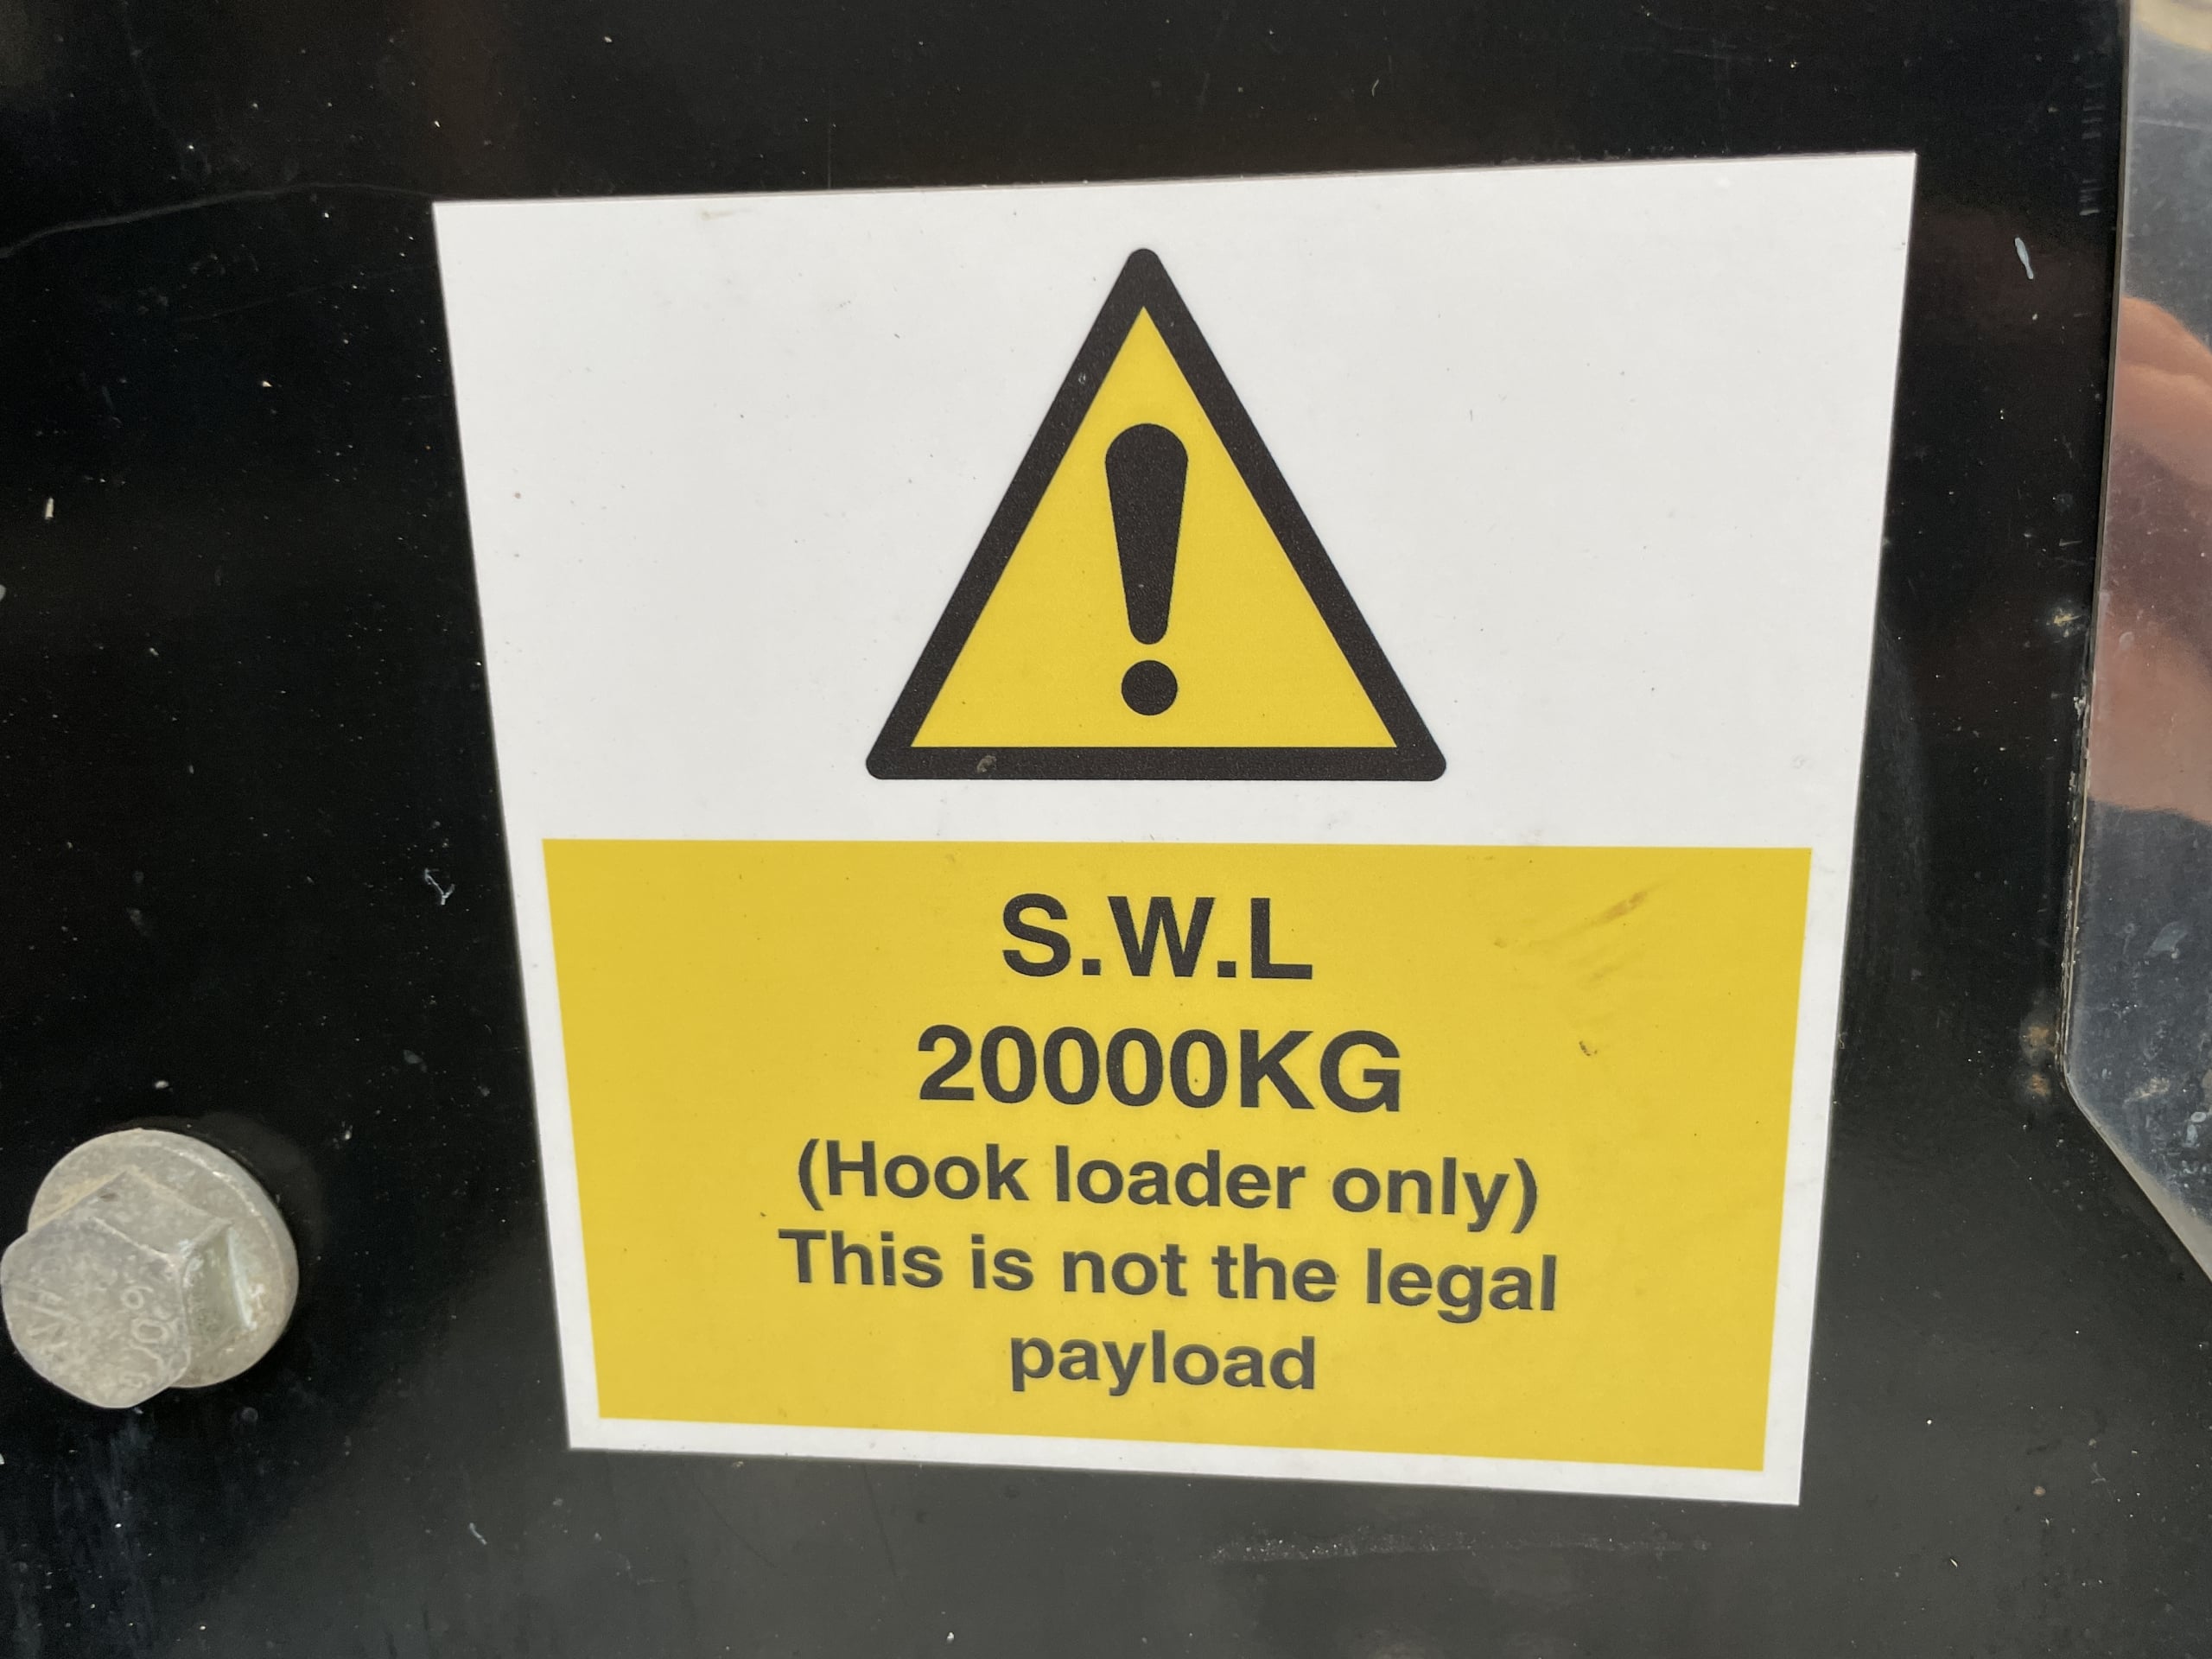 S.W.L
20000KG
(Hook loader only)
This is not the legal
payload